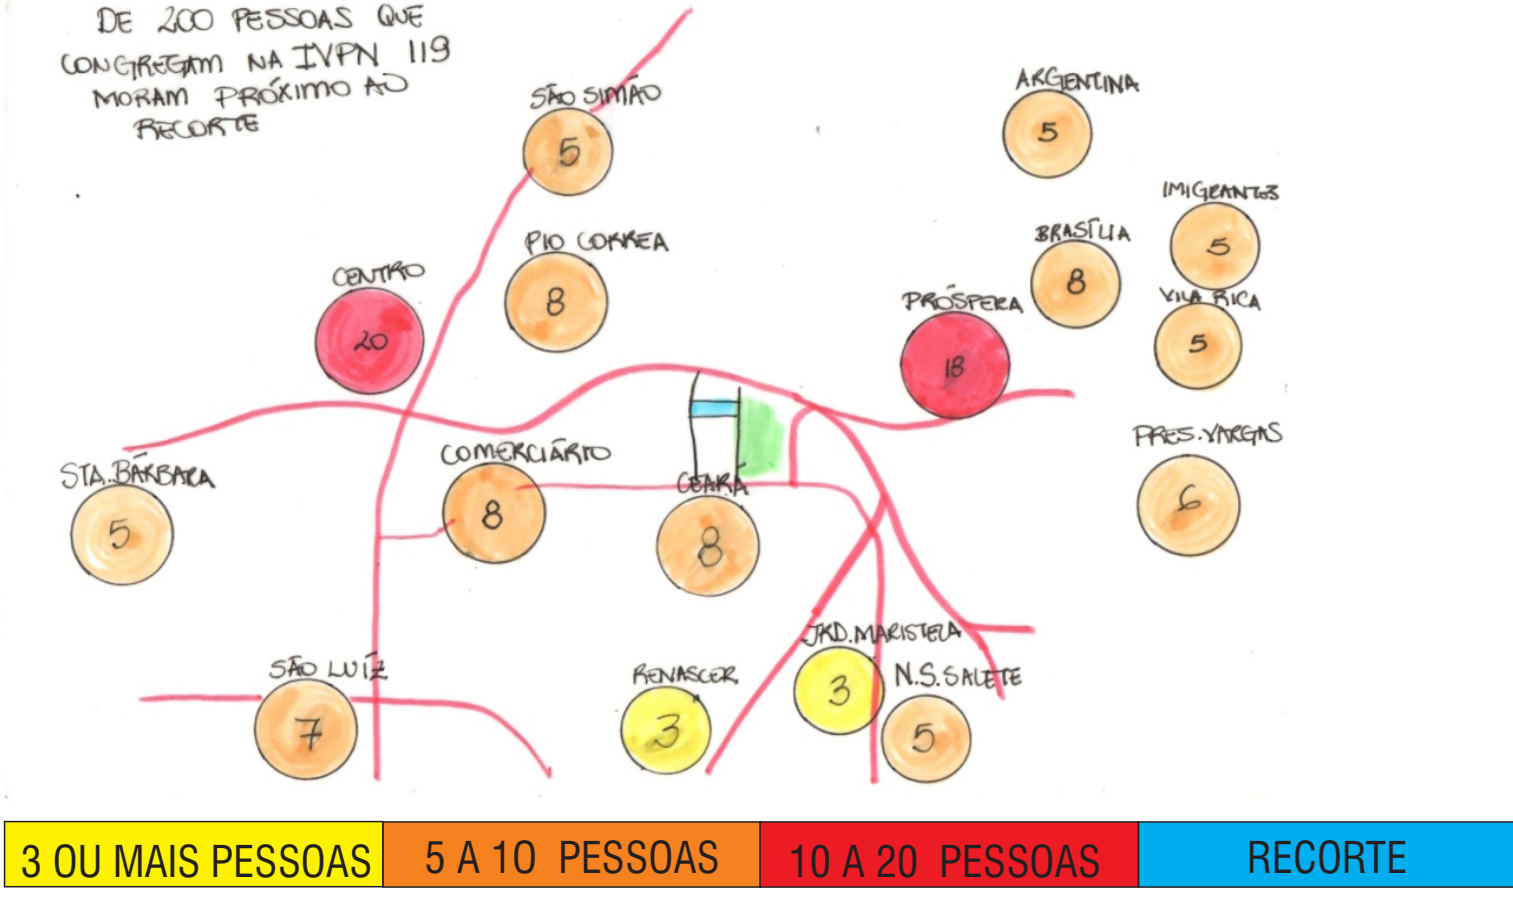 DE 200 PESSOAS QUE
CONGREGAM NA IVPN 119
MORAM PRÓXIMO AO
RECORTE
SÃO SIMÃO
5
ARGENTINA
5
IMIGRANTES
5
PIO CORREA
8
BRASÍLIA
8
CENTRO
20
PRÓSPERA
18
VILA RICA
5
COMERCIÁRIO
8
PRES. VARGAS
6
STA. BÁRBARA
5
CEARÁ
8
JRD. MARISTELA
3
SÃO LUÍZ
7
RENASCER
3
N.S. SALETE
5
3 OU MAIS PESSOAS
5 A 10 PESSOAS
10 A 20 PESSOAS
RECORTE